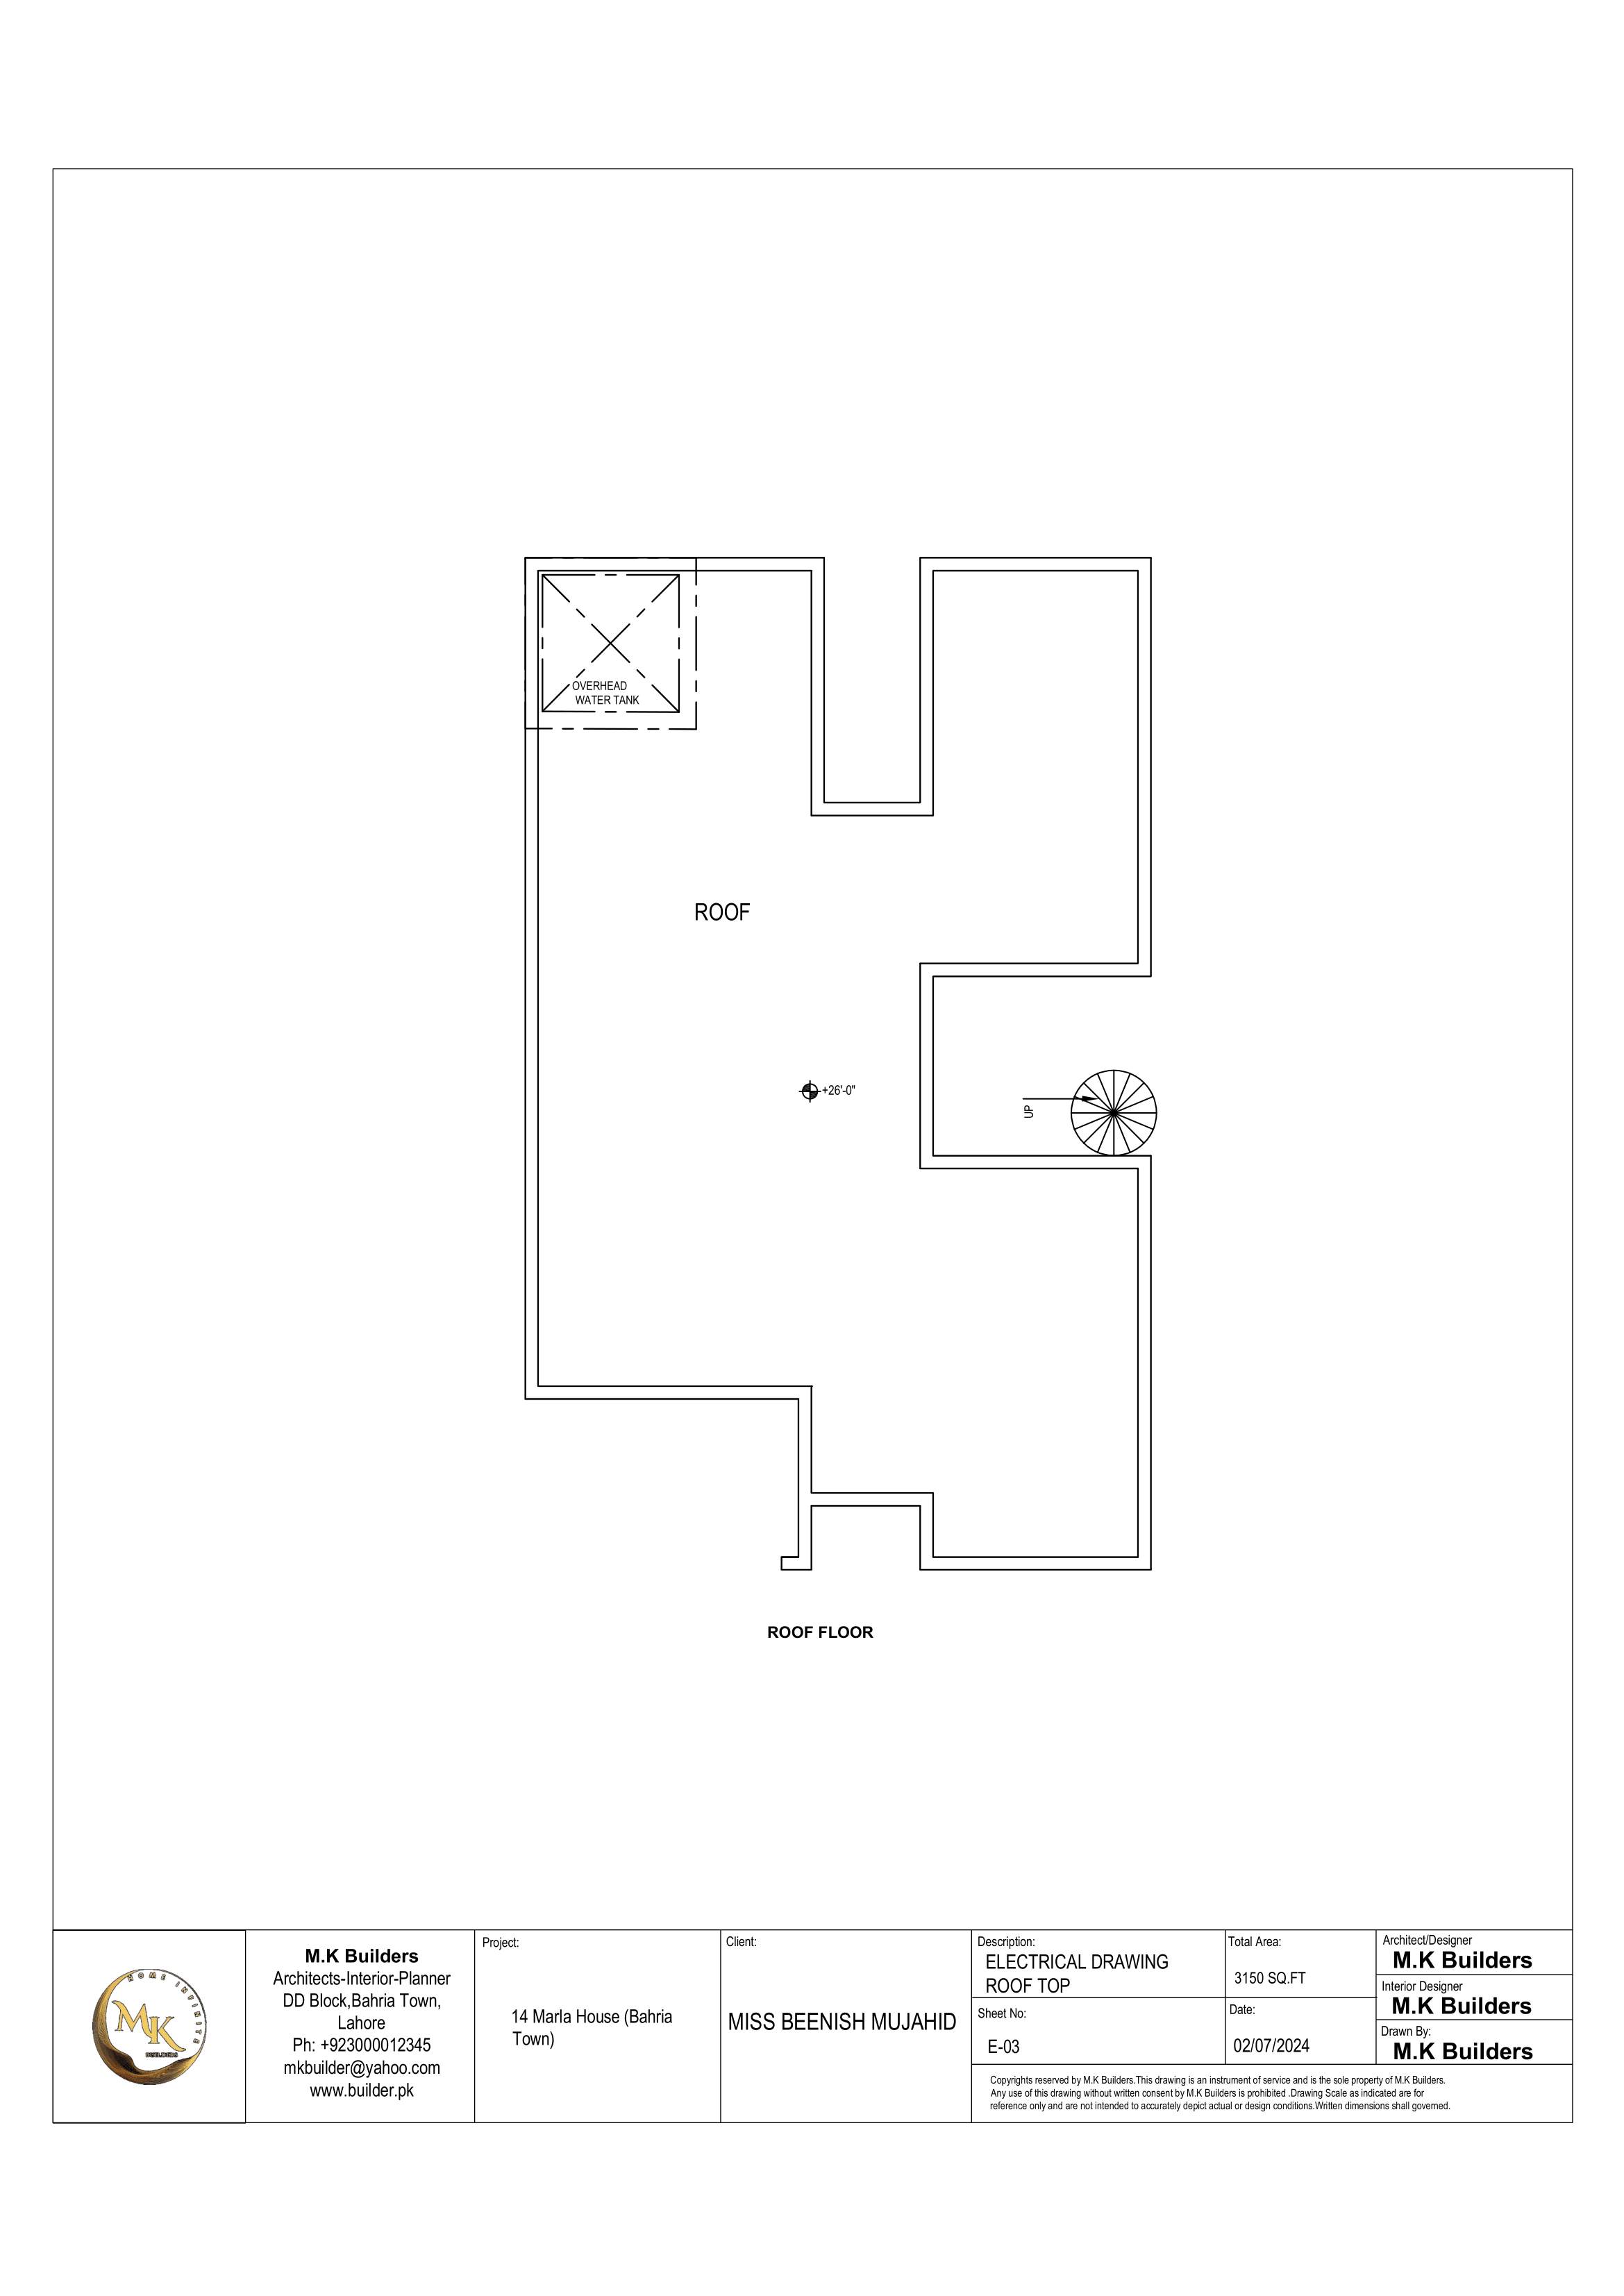 OVERHEAD
WATER TANK
ROOF
+26'-0"
UP
ROOF FLOOR
HOME INFINITE
MK
BUILDERS
M.K Builders
Architects-Interior-Planner
DD Block,Bahria Town,
Lahore
Ph: +923000012345
mkbuilder@yahoo.com
www.builder.pk
Project:
14 Marla House (Bahria
Town)
Client:
MISS BEENISH MUJAHID
Description:
ELECTRICAL DRAWING
ROOF TOP
Sheet No:
E-03
Total Area:
3150 SQ.FT
Date:
02/07/2024
Architect/Designer
M.K Builders
Interior Designer
M.K Builders
Drawn By:
M.K Builders
Copyrights reserved by M.K Builders.This drawing is an instrument of service and is the sole property of M.K Builders.
Any use of this drawing without written consent by M.K Builders is prohibited .Drawing Scale as indicated are for
reference only and are not intended to accurately depict actual or design conditions.Written dimensions shall governed.